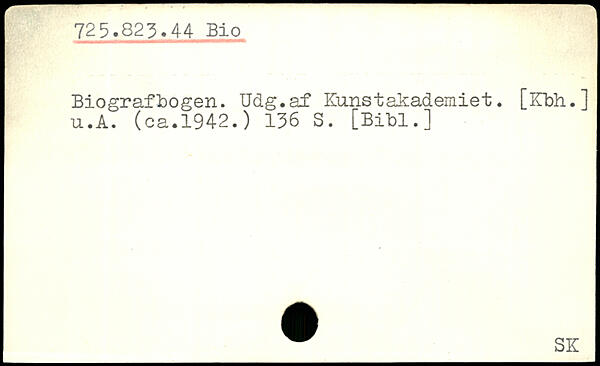 725.823.44 Bio
Biografbogen. Udg.af Kunstakademiet. [Kbh.]
u.A. (ca.1942.) 136 S. [Bibl.]
SK